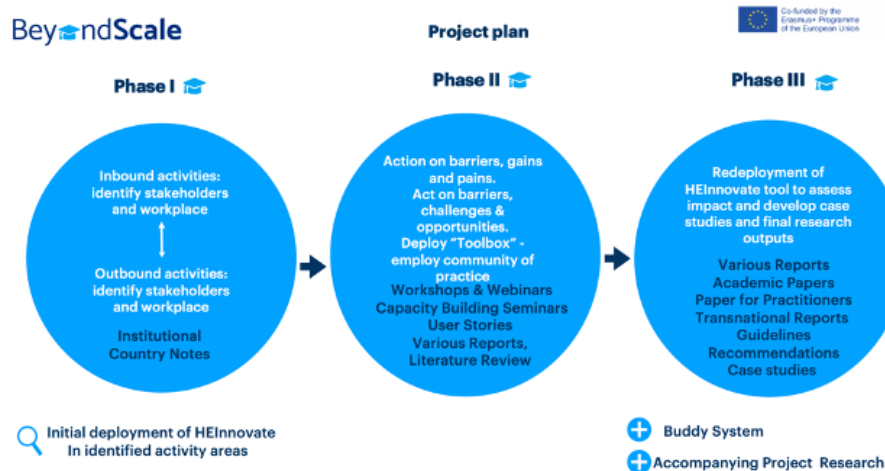 BeyondScale
Project plan
Co-funded by the
Erasmus+ Programme
of the European Union
Phase I
Phase II
Phase III
Inbound activities:
identify stakeholders
and workplace
Outbound activities:
identify stakeholders
and workplace
Institutional
Country Notes
Action on barriers, gains
and pains.
Act on barriers,
challenges &
opportunities.
Deploy "Toolbox" -
employ community of
practice
Workshops & Webinars
Capacity Building Seminars
User Stories
Various Reports,
Literature Review
Redeployment of
HEInnovate tool to assess
impact and develop case
studies and final research
outputs
Various Reports
Academic Papers
Paper for Practitioners
Transnational Reports
Guidelines
Recommendations
Case studies
Initial deployment of HEInnovate
In identified activity areas
Buddy System
Accompanying Project Research